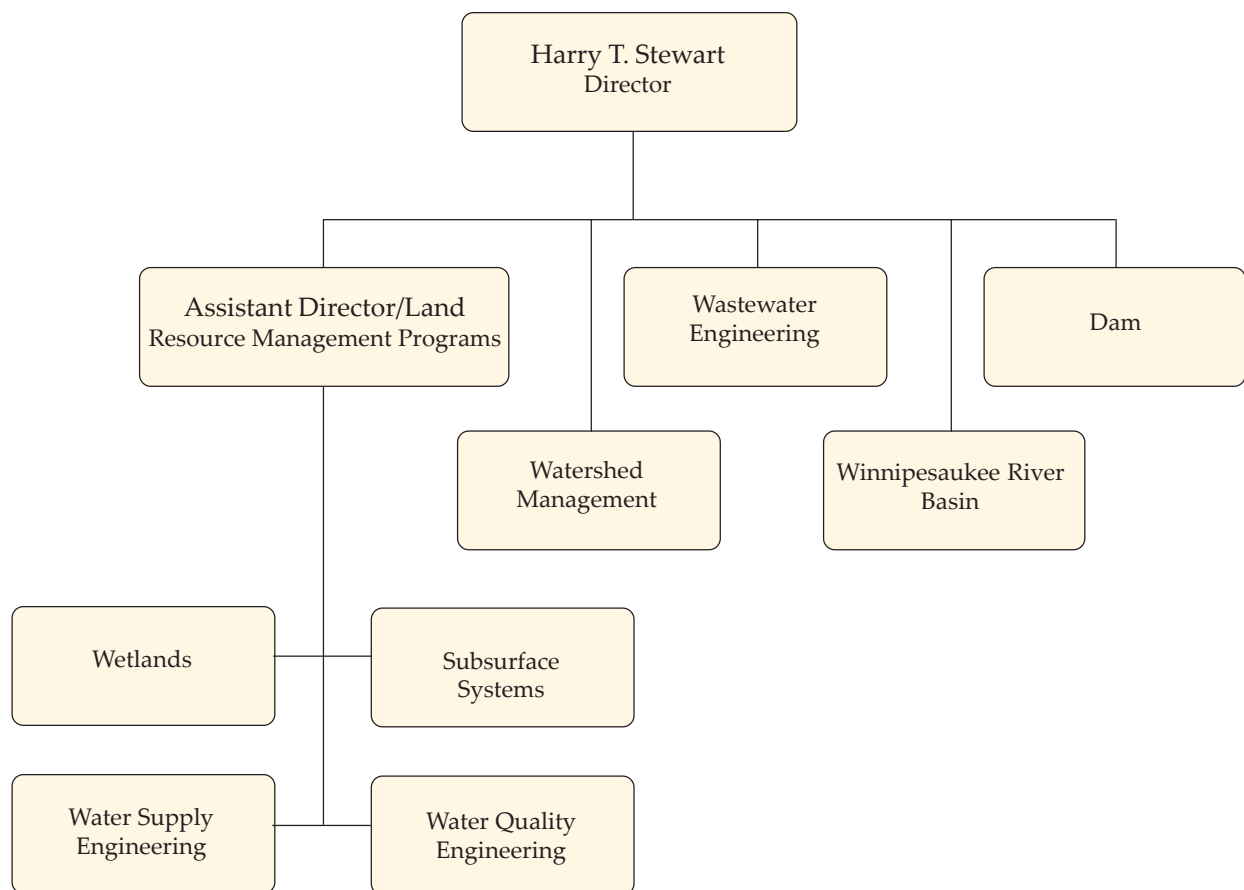 Harry T. Stewart
Director
Assistant Director/Land
Resource Management Programs
Wastewater
Engineering
Dam
Watershed
Management
Winnipesaukee River
Basin
Wetlands
Subsurface
Systems
Water Supply
Engineering
Water Quality
Engineering